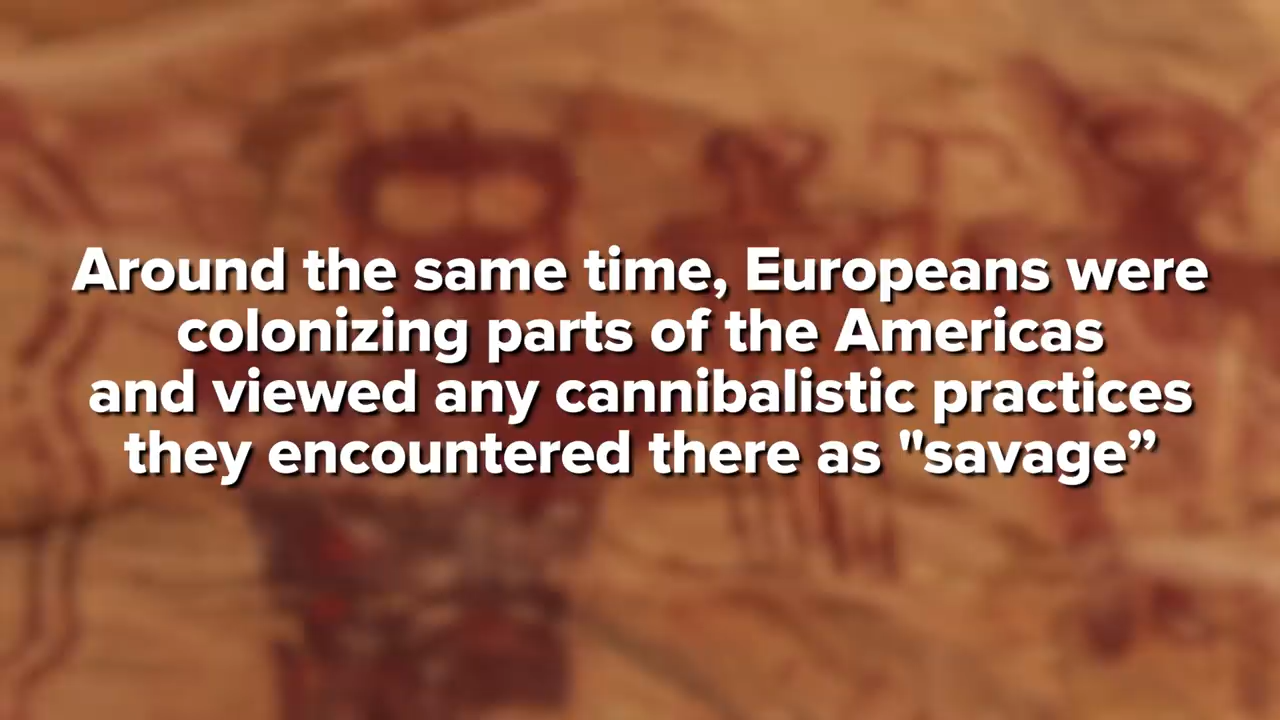 Around the same time, Europeans were
colonizing parts of the Americas
and viewed any cannibalistic practices
they encountered there as "savage”